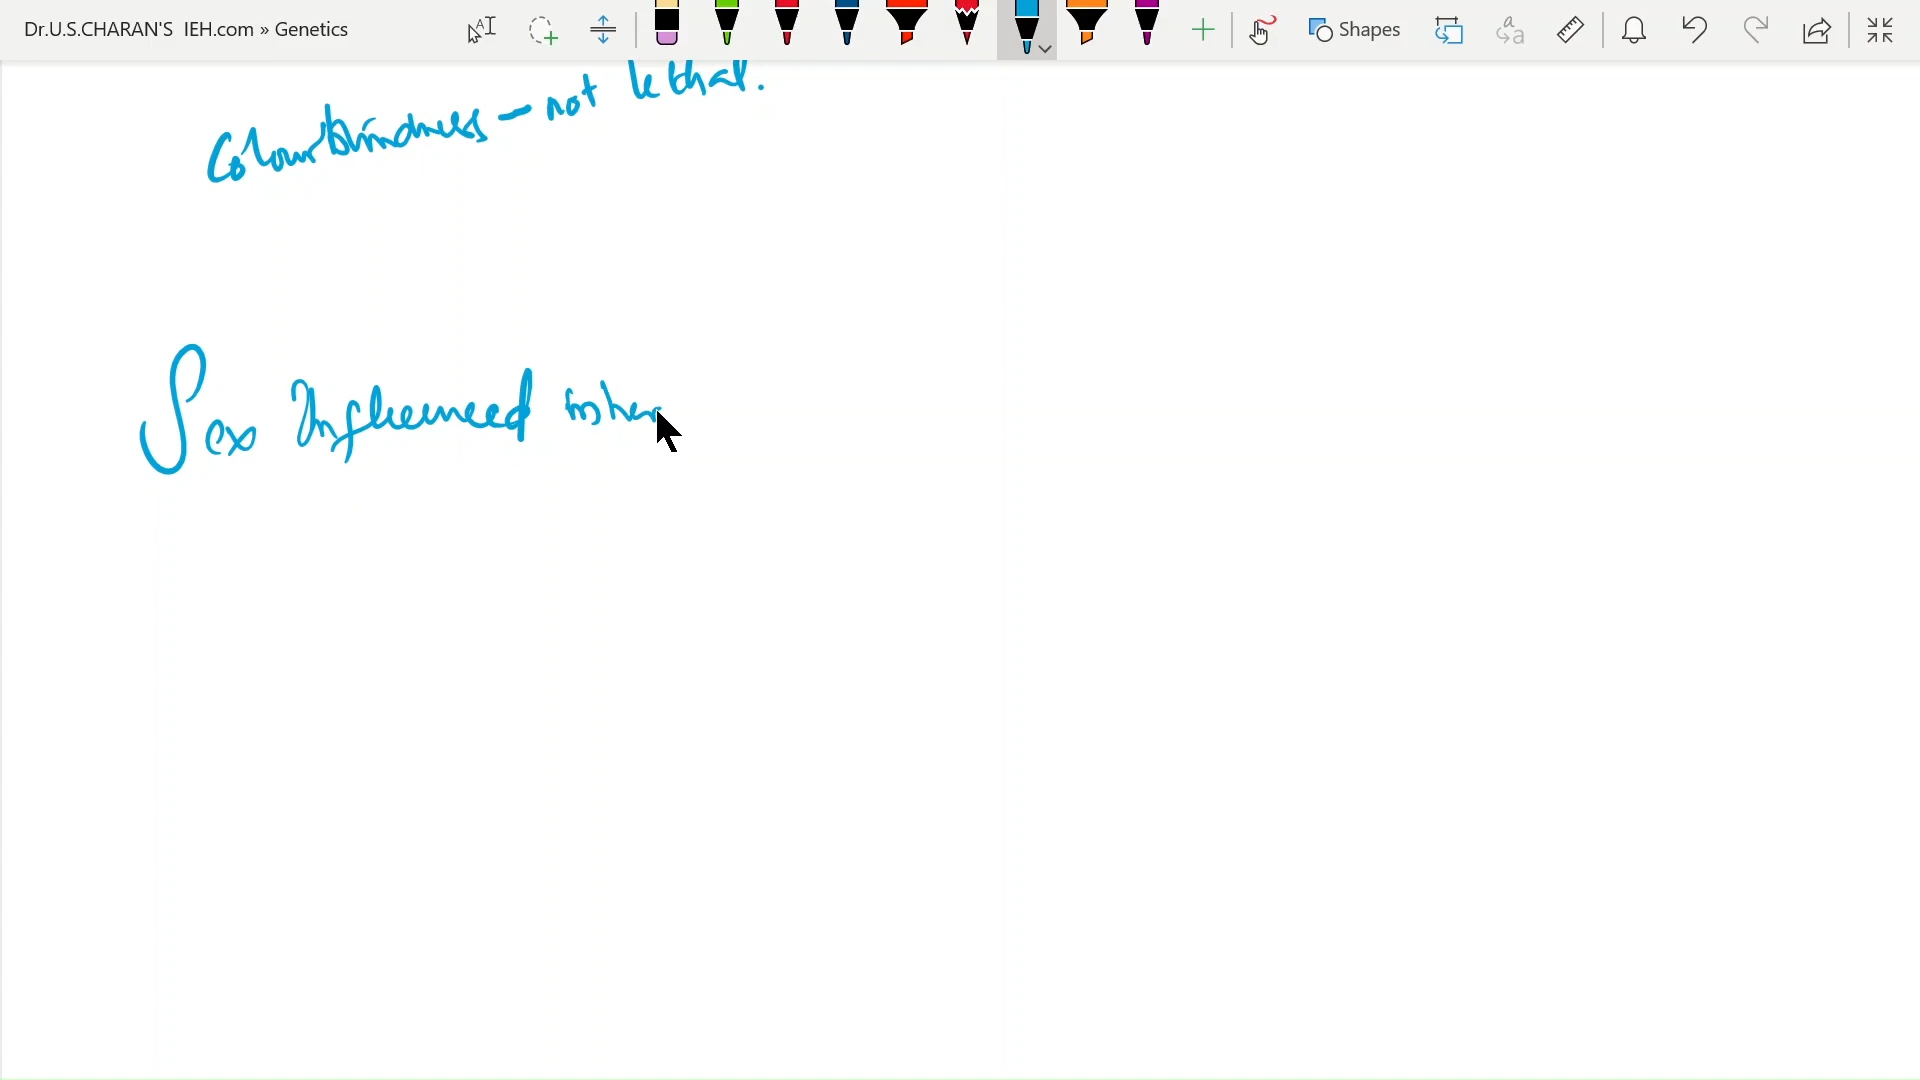 Dr.U.S.CHARAN'S IEH.com » Genetics
Shapes
Colourblindness - not lethal.
Sex Influenced inher